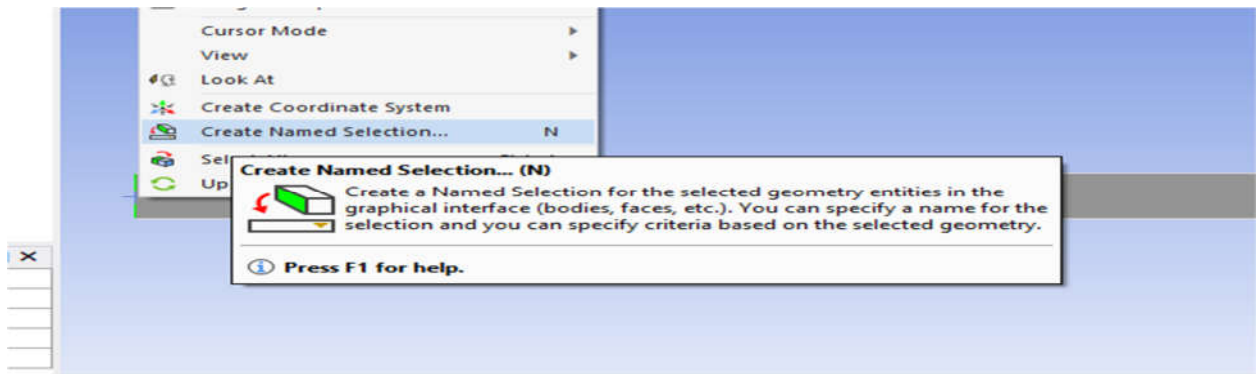 Cursor Mode
View
Look At
Create Coordinate System
Create Named Selection... N
Sel
Up
Create Named Selection... (N)
Create a Named Selection for the selected geometry entities in the
graphical interface (bodies, faces, etc.). You can specify a name for the
selection and you can specify criteria based on the selected geometry.
Press F1 for help.